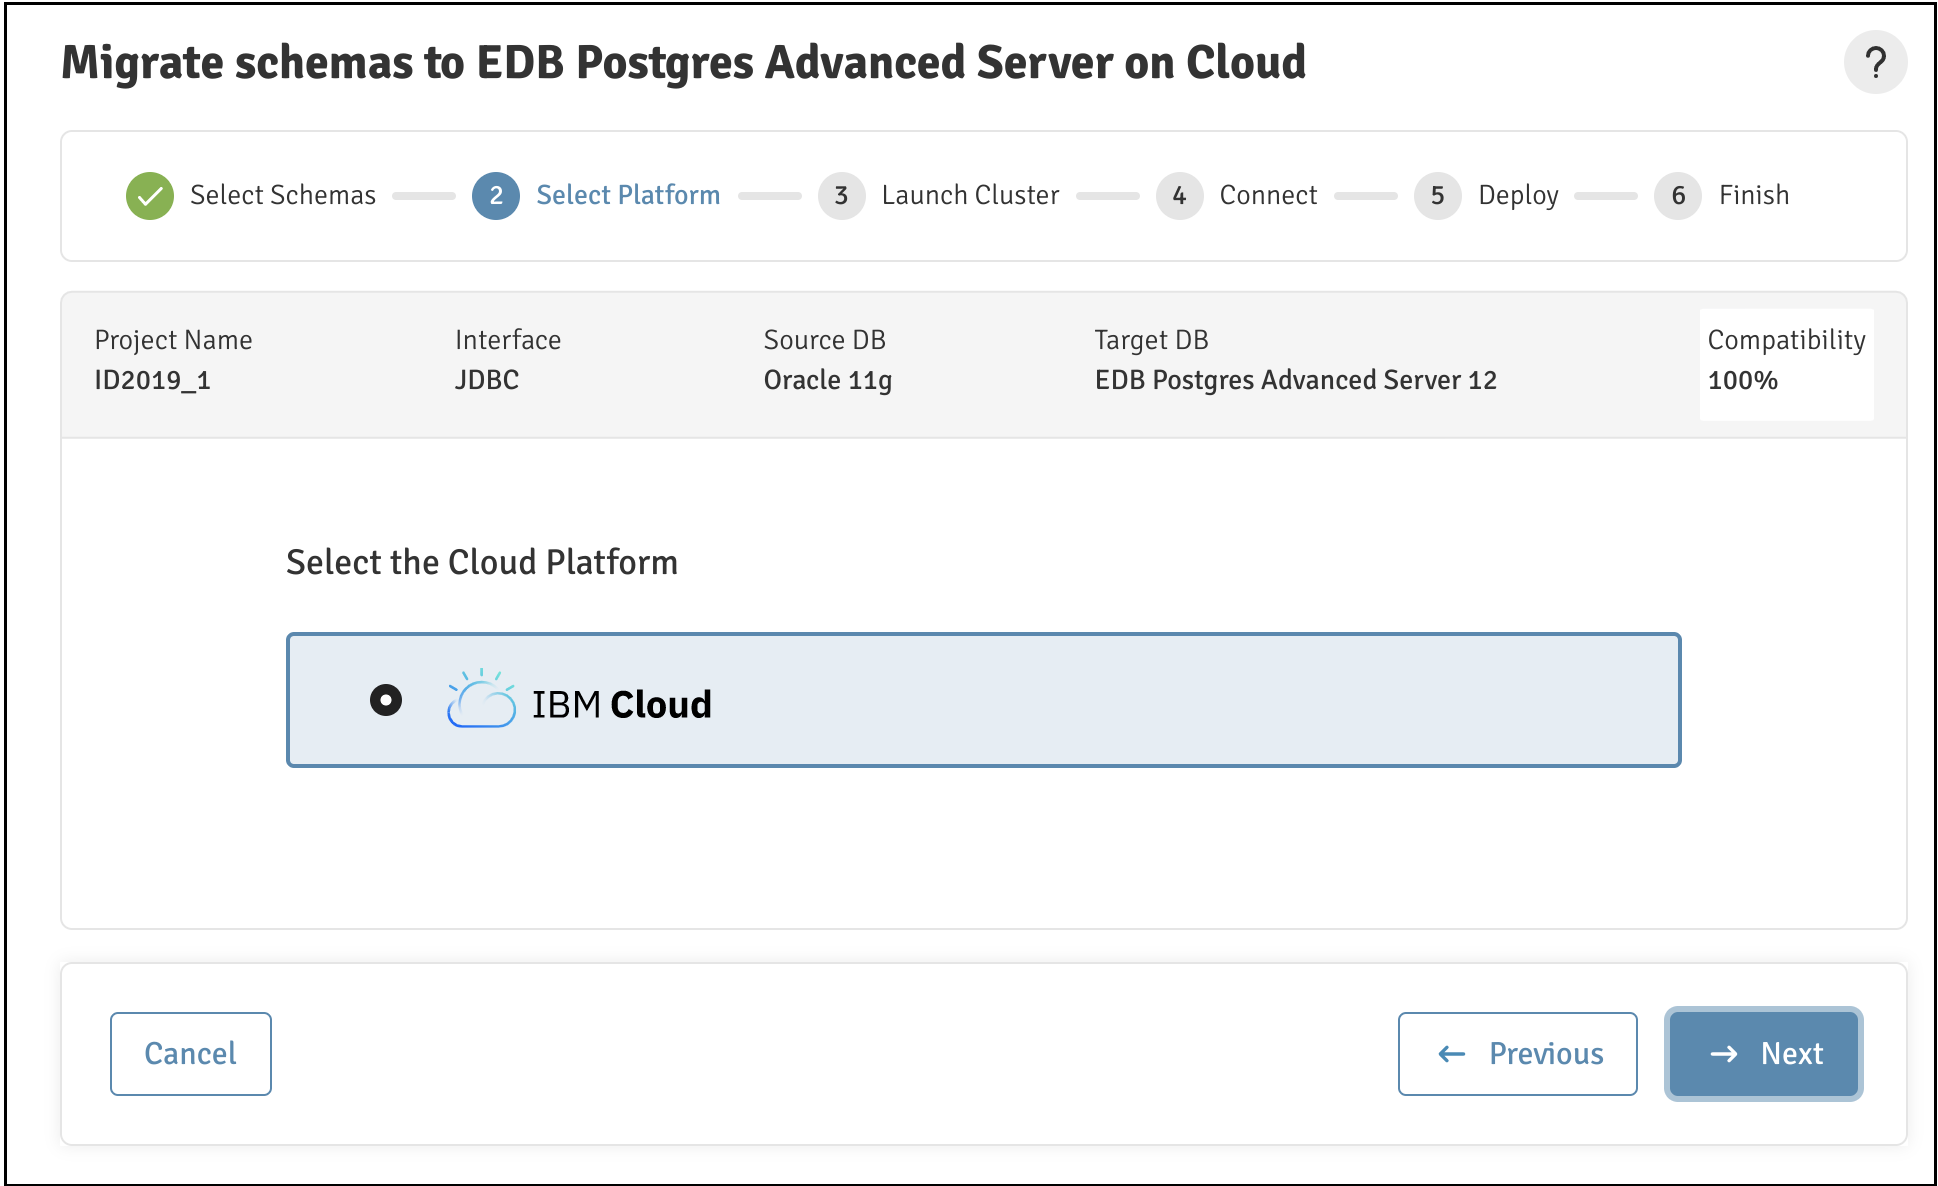 Migrate schemas to EDB Postgres Advanced Server on Cloud
?
Select Schemas 2 Select Platform 3 Launch Cluster 4 Connect 5 Deploy 6 Finish
Project Name Interface Source DB Target DB Compatibility
ID2019_1 JDBC Oracle 11g EDB Postgres Advanced Server 12 100%
Select the Cloud Platform
IBM Cloud
Cancel ← Previous → Next